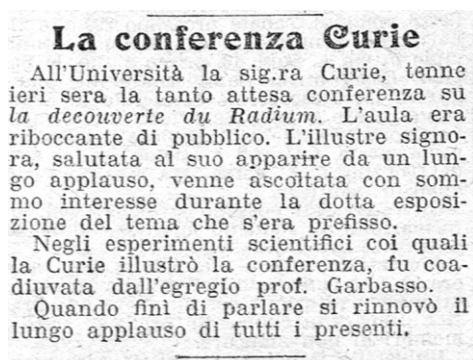 La conferenza Curie
All'Università la sig.ra Curie, tenne
ieri sera la tanto attesa conferenza su
la decouverte du Radium. L'aula era
riboccante di pubblico. L'illustre signo-
ra, salutata al suo apparire da un lun-
go applauso, venne ascoltata con som-
mo interesse durante la dotta esposi-
zione del tema che s'era prefisso.
Negli esperimenti scientifici coi quali
la Curie illustrò la conferenza, fu coa-
diuvata dall'egregio prof. Garbasso.
Quando finì di parlare si rinnovò il
lungo applauso di tutti i presenti.